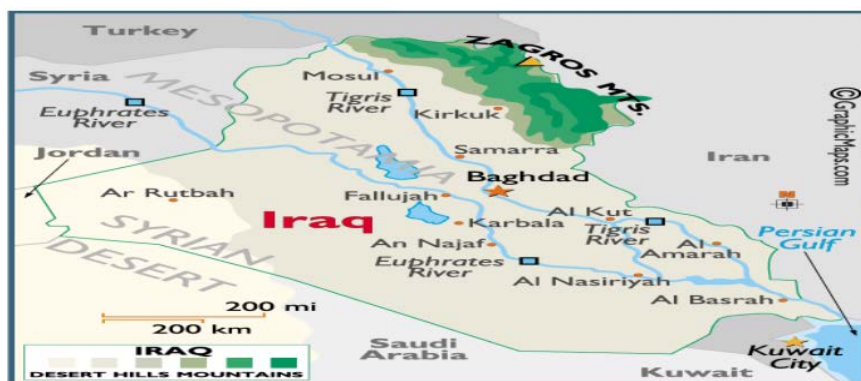 Turkey
ZAGROS MTS.
Syria
Mosul
MESOPOTAMIA
Tigris
River
Euphrates
River
Kirkuk
©GraphicMaps.com
Jordan
Samarra
Iran
Baghdad
Ar Rutbah
Fallujah
Iraq
Karbala
Al Kut
Tigris
River
Al
Amarah
Persian
Gulf
SYRIAN
DESERT
An Najaf
Euphrates
River
Al Nasiriyah
Al Basrah
200 mi
200 km
Saudi
Arabia
Kuwait
City
Kuwait
IRAQ
DESERT HILLS MOUNTAINS